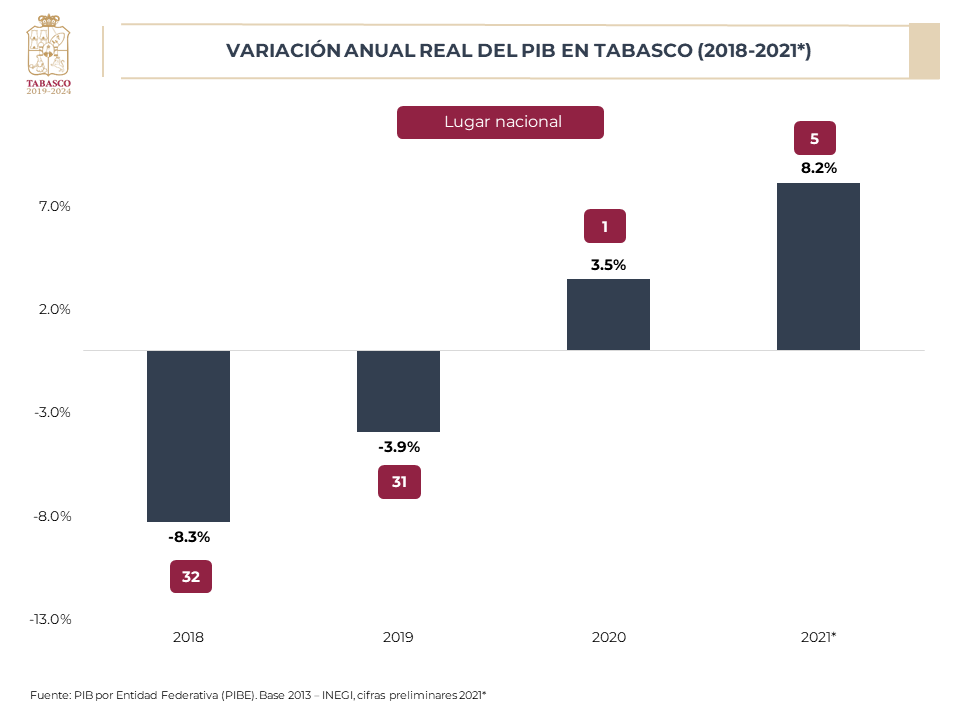 TABASCO
2019-2024
VARIACIÓN ANUAL REAL DEL PIB EN TABASCO (2018-2021*)
Lugar nacional
5
8.2%
7.0%
1
3.5%
2.0%
-3.0%
-3.9%
31
-8.0%
-8.3%
32
-13.0%
2018 2019 2020 2021*
Fuente: PIB por Entidad Federativa (PIBE). Base 2013 – INEGI, cifras preliminares 2021*